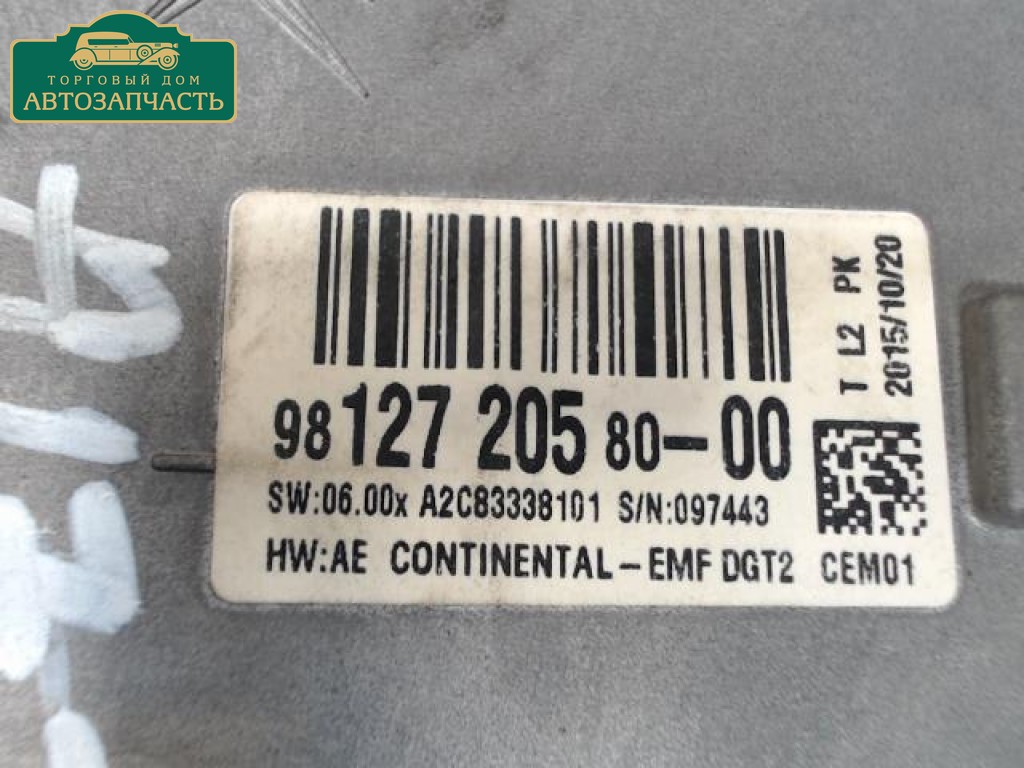 ТОРГОВЫЙ ДОМ
АВТОЗАПЧАСТЬ
98 127 205 80-00
SW:06.00x A2C83338101 S/N:097443
HW:AE CONTINENTAL-EMF DGT2 CEM01
T L2 PK
2015/10/20